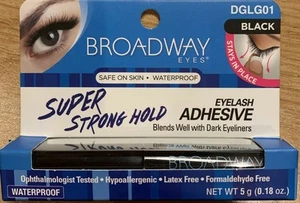 DGLG01
BLACK
BROADWAY
EYES
STAYS IN PLACE
SAFE ON SKIN • WATERPROOF
SUPER
STRONG HOLD
EYELASH
ADHESIVE
Blends Well with Dark Eyeliners
BROADWAY
Ophthalmologist Tested • Hypoallergenic • Latex Free • Formaldehyde Free
WATERPROOF
NET WT 5 g (0.18 oz.)